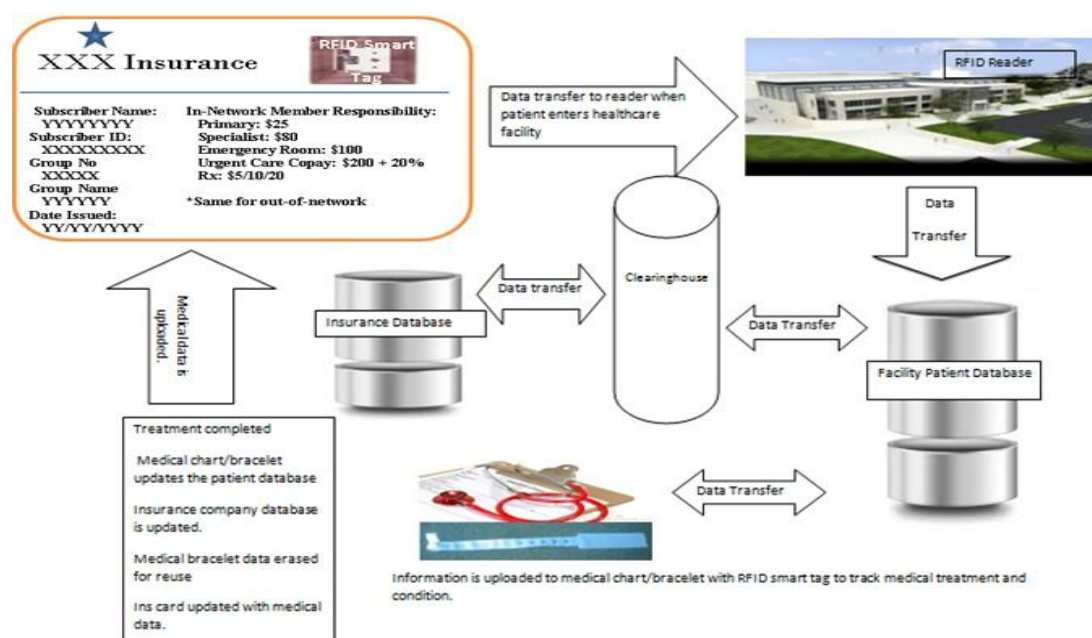 XXX Insurance
RFID Smart
Tag
Subscriber Name:
YYYYYYYY
Subscriber ID:
XXXXXXXXX
Group No
XXXXX
Group Name
YYYYYY
Date Issued:
YY/YY/YYYY
In-Network Member Responsibility:
Primary: $25
Specialist: $80
Emergency Room: $100
Urgent Care Copay: $200 + 20%
Rx: $5/10/20
*Same for out-of-network
Data transfer to reader when
patient enters healthcare
facility
RFID Reader
Data
Transfer
Clearinghouse
Data transfer
Insurance Database
Data Transfer
Facility Patient Database
Medical data is
uploaded.
Treatment completed
Medical chart/bracelet
updates the patient database
Insurance company database
is updated.
Medical bracelet data erased
for reuse
Ins card updated with medical
data.
Data Transfer
Information is uploaded to medical chart/bracelet with RFID smart tag to track medical treatment and
condition.